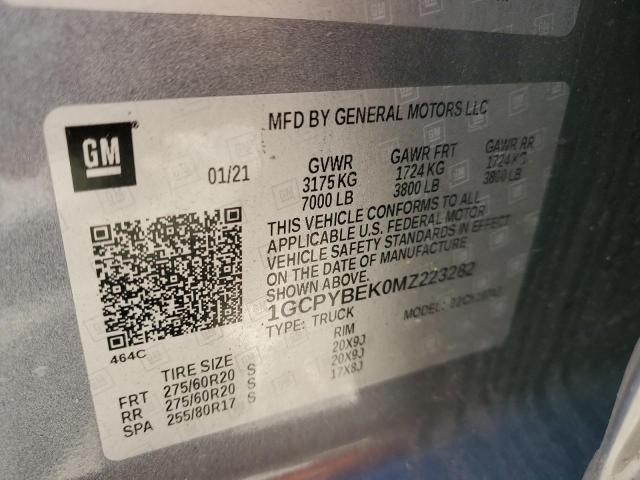 MFD BY GENERAL MOTORS LLC
GM
01/21
GVWR GAWR FRT GAWR RR
3175 KG 1724 KG 1724 KG
7000 LB 3800 LB 3800 LB
THIS VEHICLE CONFORMS TO ALL
APPLICABLE U.S. FEDERAL MOTOR
VEHICLE SAFETY STANDARDS IN EFFECT
ON THE DATE OF MANUFACTURE
SHOWN ABOVE.
1GCPYBEK0MZ223282
TYPE: TRUCK MODEL:
464C
TIRE SIZE RIM
FRT 275/60R20 S 20X9J
RR 275/60R20 S 20X9J
SPA 255/80R17 S 17X8J